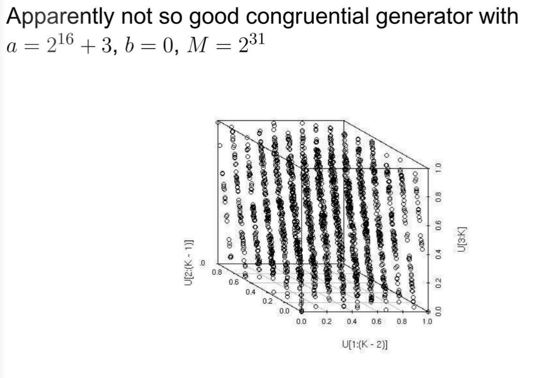 Apparently not so good congruential generator with
a = 2^16 + 3, b = 0, M = 2^31
U[2:(K - 1)]
U[3:K]
.0
0.8
0.6
0.4
0.2
0.0
1.0
0.8
0.6
0.4
0.2
0.0
0.0 0.2 0.4 0.6 0.8 1.0
U[1:(K - 2)]